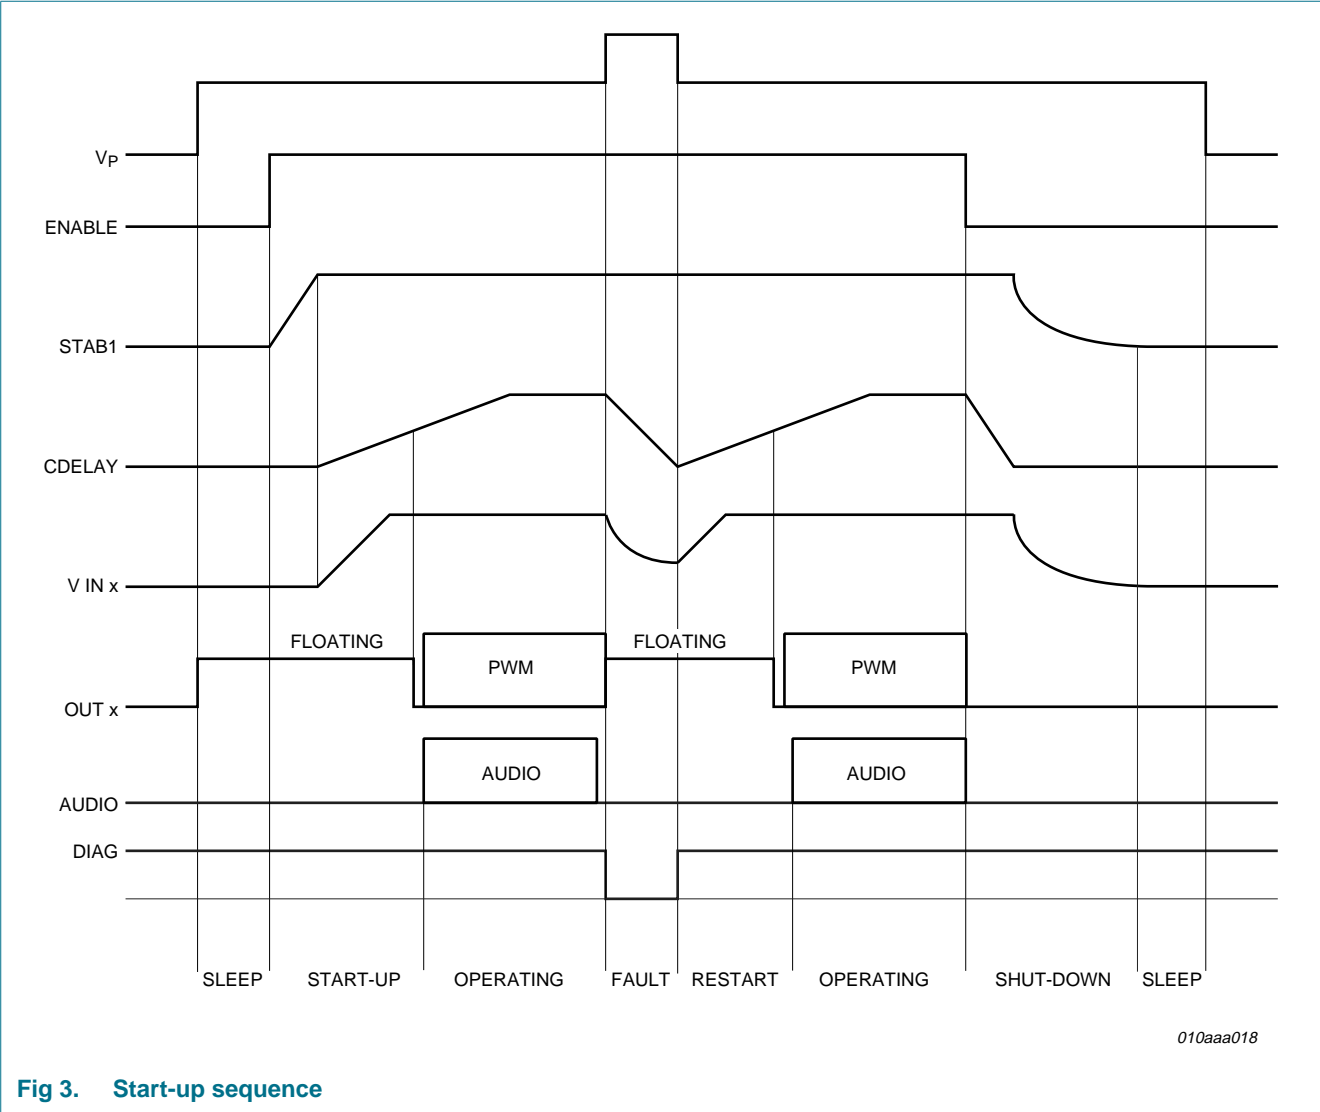 VP
ENABLE
STAB1
CDELAY
V IN x
FLOATING
FLOATING
PWM
PWM
OUT x
AUDIO
AUDIO
AUDIO
DIAG
SLEEP START-UP OPERATING FAULT RESTART OPERATING SHUT-DOWN SLEEP
010aaa018
Fig 3. Start-up sequence